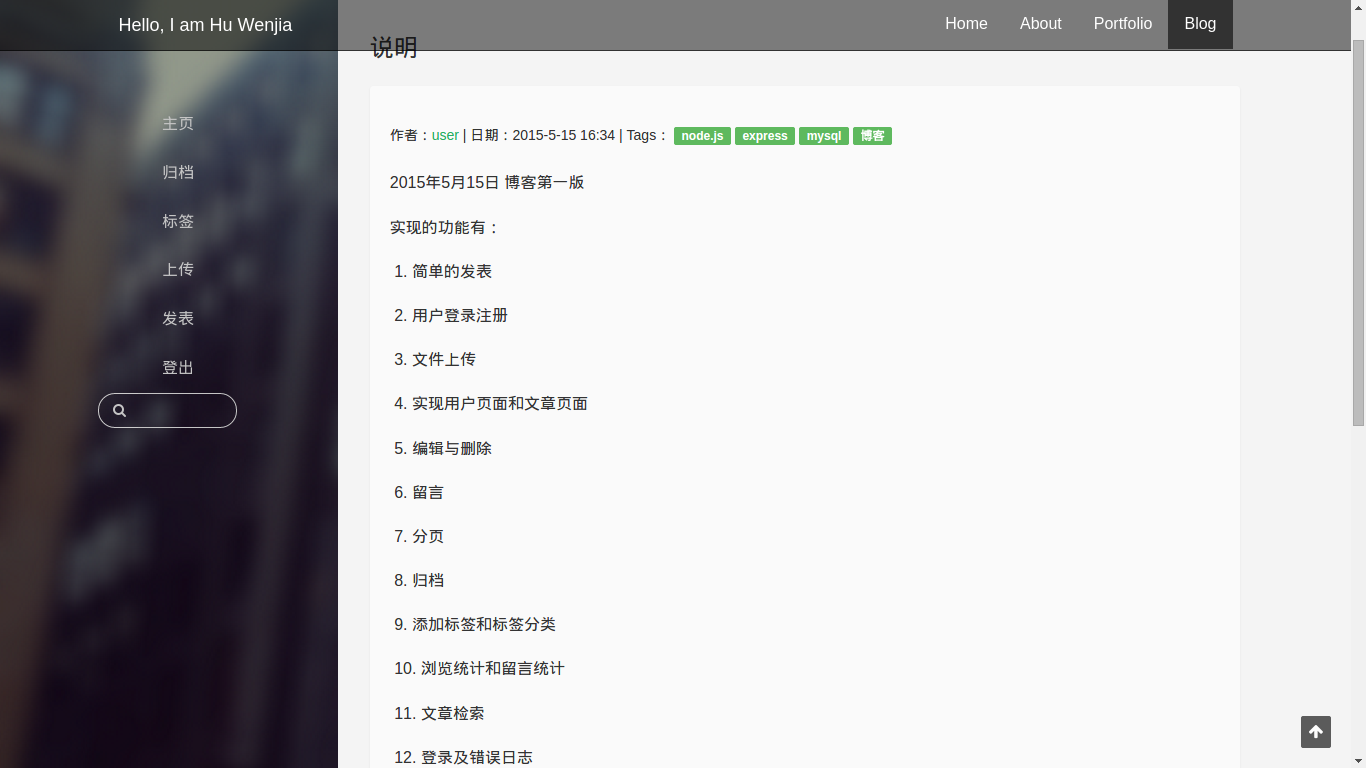 Hello, I am Hu Wenjia
Home About Portfolio Blog
主页
归档
标签
上传
发表
登出
说明
作者：user | 日期：2015-5-15 16:34 | Tags： node.js express mysql 博客
2015年5月15日 博客第一版
实现的功能有：
1. 简单的发表
2. 用户登录注册
3. 文件上传
4. 实现用户页面和文章页面
5. 编辑与删除
6. 留言
7. 分页
8. 归档
9. 添加标签和标签分类
10. 浏览统计和留言统计
11. 文章检索
12. 登录及错误日志